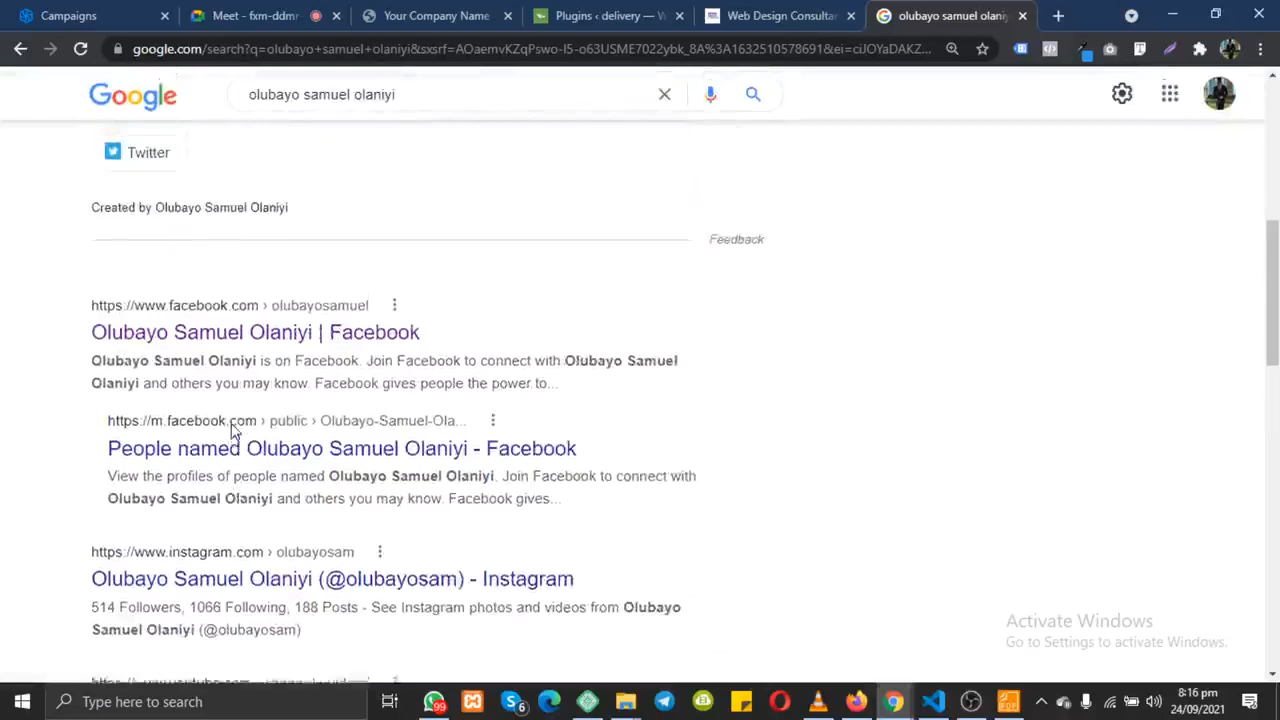 Campaigns
Meet - fxm-ddmr
Your Company Name
Plugins ‹ delivery — W
Web Design Consultan
olubayo samuel olaniyi
google.com/search?q=olubayo+samuel+olaniyi&sxsrf=AOaemvKZqPswo-l5-o63USME7022ybk_8A%3A1632510578691&ei=ciJOYaDAKZ...
Google
olubayo samuel olaniyi
Twitter
Created by Olubayo Samuel Olaniyi
Feedback
https://www.facebook.com › olubayosamuel
Olubayo Samuel Olaniyi | Facebook
Olubayo Samuel Olaniyi is on Facebook. Join Facebook to connect with Olubayo Samuel
Olaniyi and others you may know. Facebook gives people the power to...
https://m.facebook.com › public › Olubayo-Samuel-Ola...
People named Olubayo Samuel Olaniyi - Facebook
View the profiles of people named Olubayo Samuel Olaniyi. Join Facebook to connect with
Olubayo Samuel Olaniyi and others you may know. Facebook gives...
https://www.instagram.com › olubayosam
Olubayo Samuel Olaniyi (@olubayosam) - Instagram
514 Followers, 1066 Following, 188 Posts - See Instagram photos and videos from Olubayo
Samuel Olaniyi (@olubayosam)
Activate Windows
Go to Settings to activate Windows.
Type here to search
99
6
8:16 pm
24/09/2021